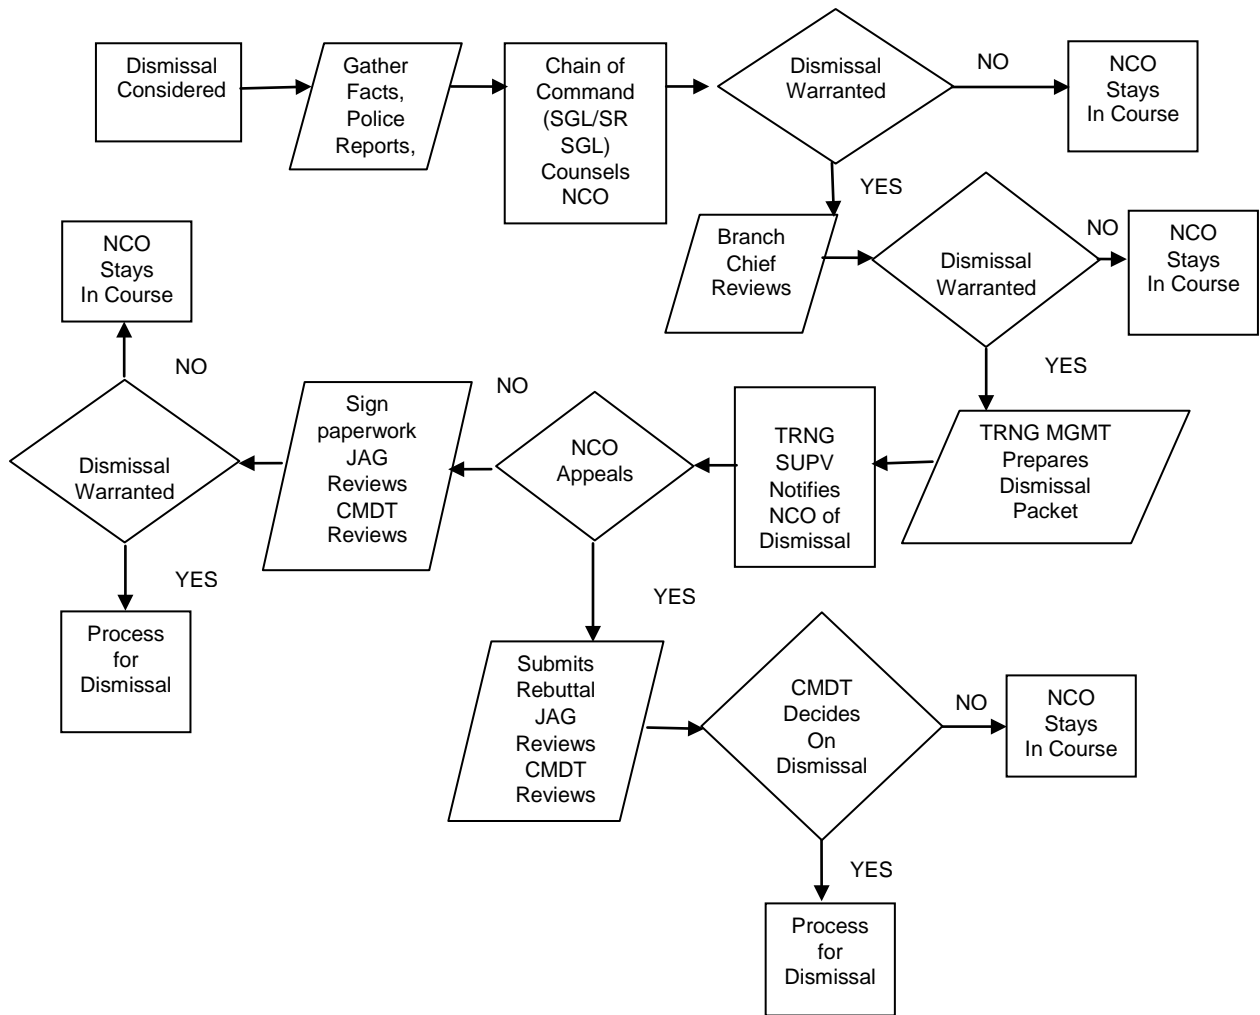 Dismissal
Considered
Gather
Facts,
Police
Reports,
Chain of
Command
(SGL/SR
SGL)
Counsels
NCO
Dismissal
Warranted
NO
NCO
Stays
In Course
YES
Branch
Chief
Reviews
Dismissal
Warranted
NO
NCO
Stays
In Course
YES
TRNG MGMT
Prepares
Dismissal
Packet
TRNG
SUPV
Notifies
NCO of
Dismissal
NCO
Appeals
NO
Sign
paperwork
JAG
Reviews
CMDT
Reviews
Dismissal
Warranted
NO
NCO
Stays
In Course
YES
Process
for
Dismissal
YES
Submits
Rebuttal
JAG
Reviews
CMDT
Reviews
CMDT
Decides
On
Dismissal
NO
NCO
Stays
In Course
YES
Process
for
Dismissal